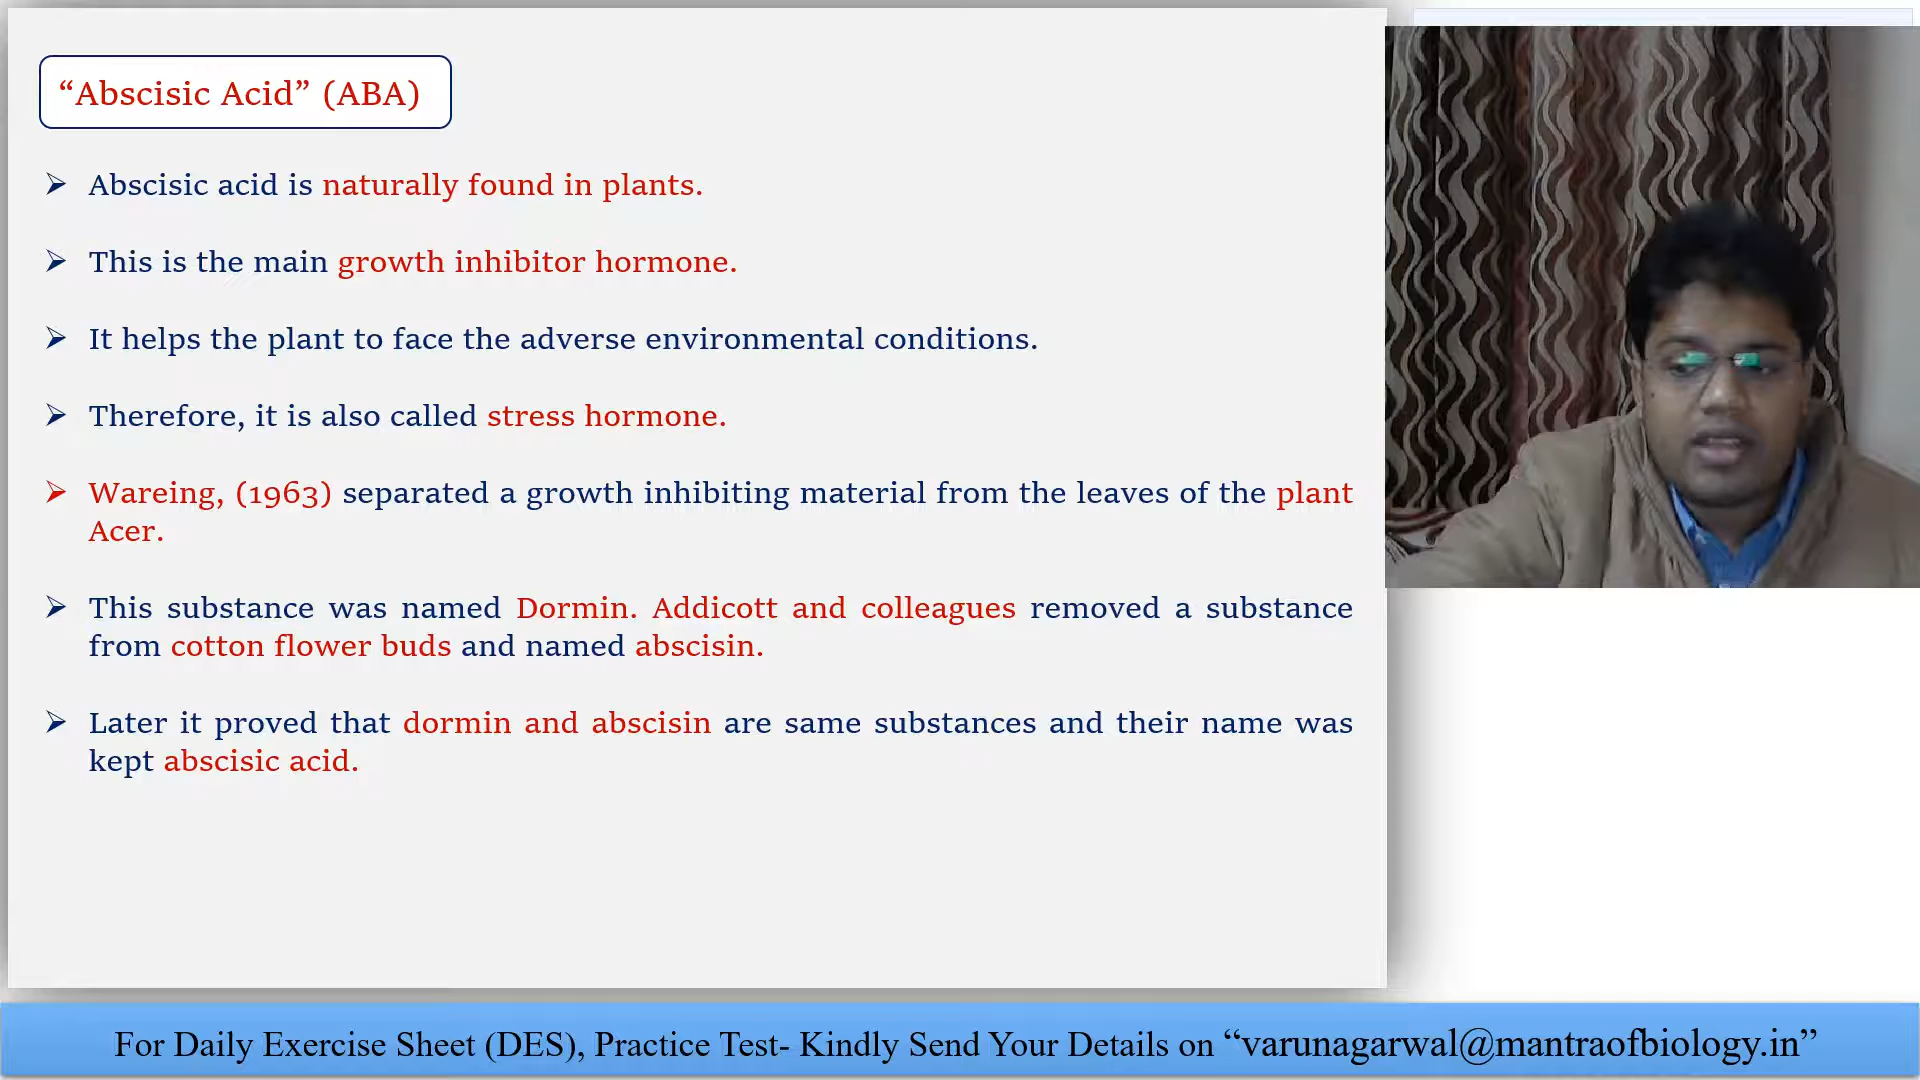 “Abscisic Acid” (ABA)
➢ Abscisic acid is naturally found in plants.
➢ This is the main growth inhibitor hormone.
➢ It helps the plant to face the adverse environmental conditions.
➢ Therefore, it is also called stress hormone.
➢ Wareing, (1963) separated a growth inhibiting material from the leaves of the plant
Acer.
➢ This substance was named Dormin. Addicott and colleagues removed a substance
from cotton flower buds and named abscisin.
➢ Later it proved that dormin and abscisin are same substances and their name was
kept abscisic acid.
For Daily Exercise Sheet (DES), Practice Test- Kindly Send Your Details on “varunagarwal@mantraofbiology.in”